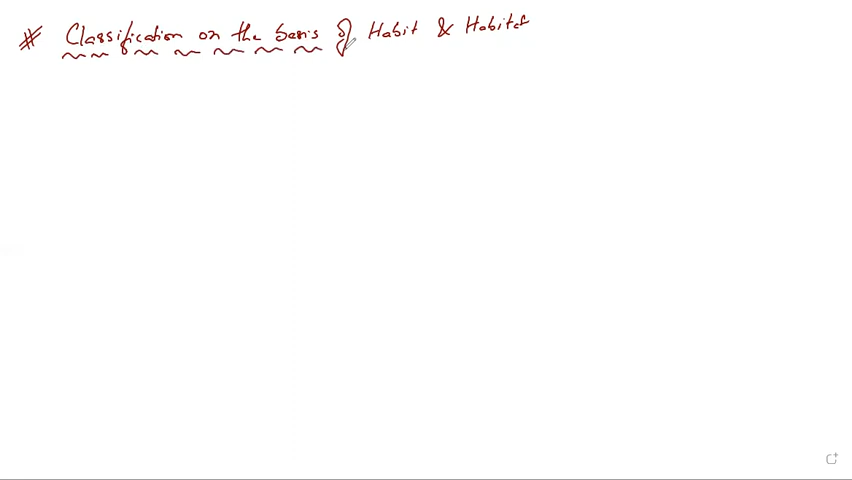 # Classification on the basis of Habit & Habitat